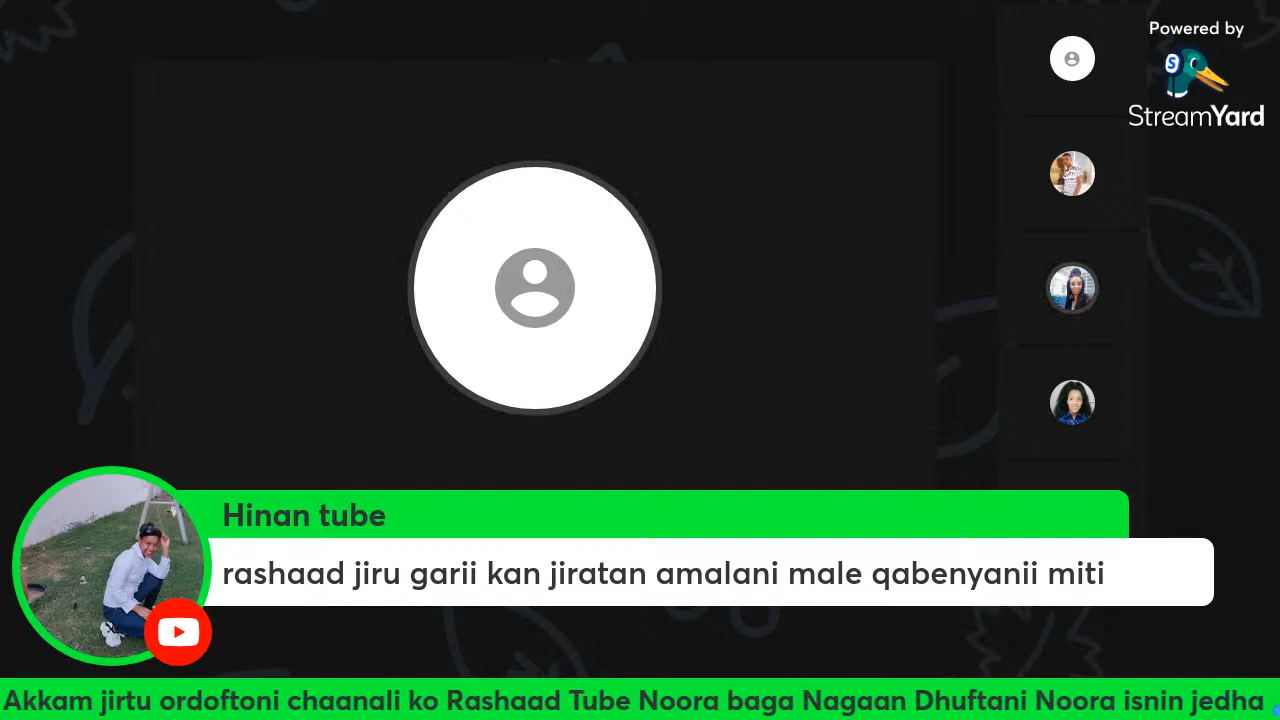 Powered by
StreamYard
Hinan tube
rashaad jiru garii kan jiratan amalani male qabenyanii miti
Akkam jirtu ordoftoni chaanali ko Rashaad Tube Noora baga Nagaan Dhuftani Noora isnin jedha